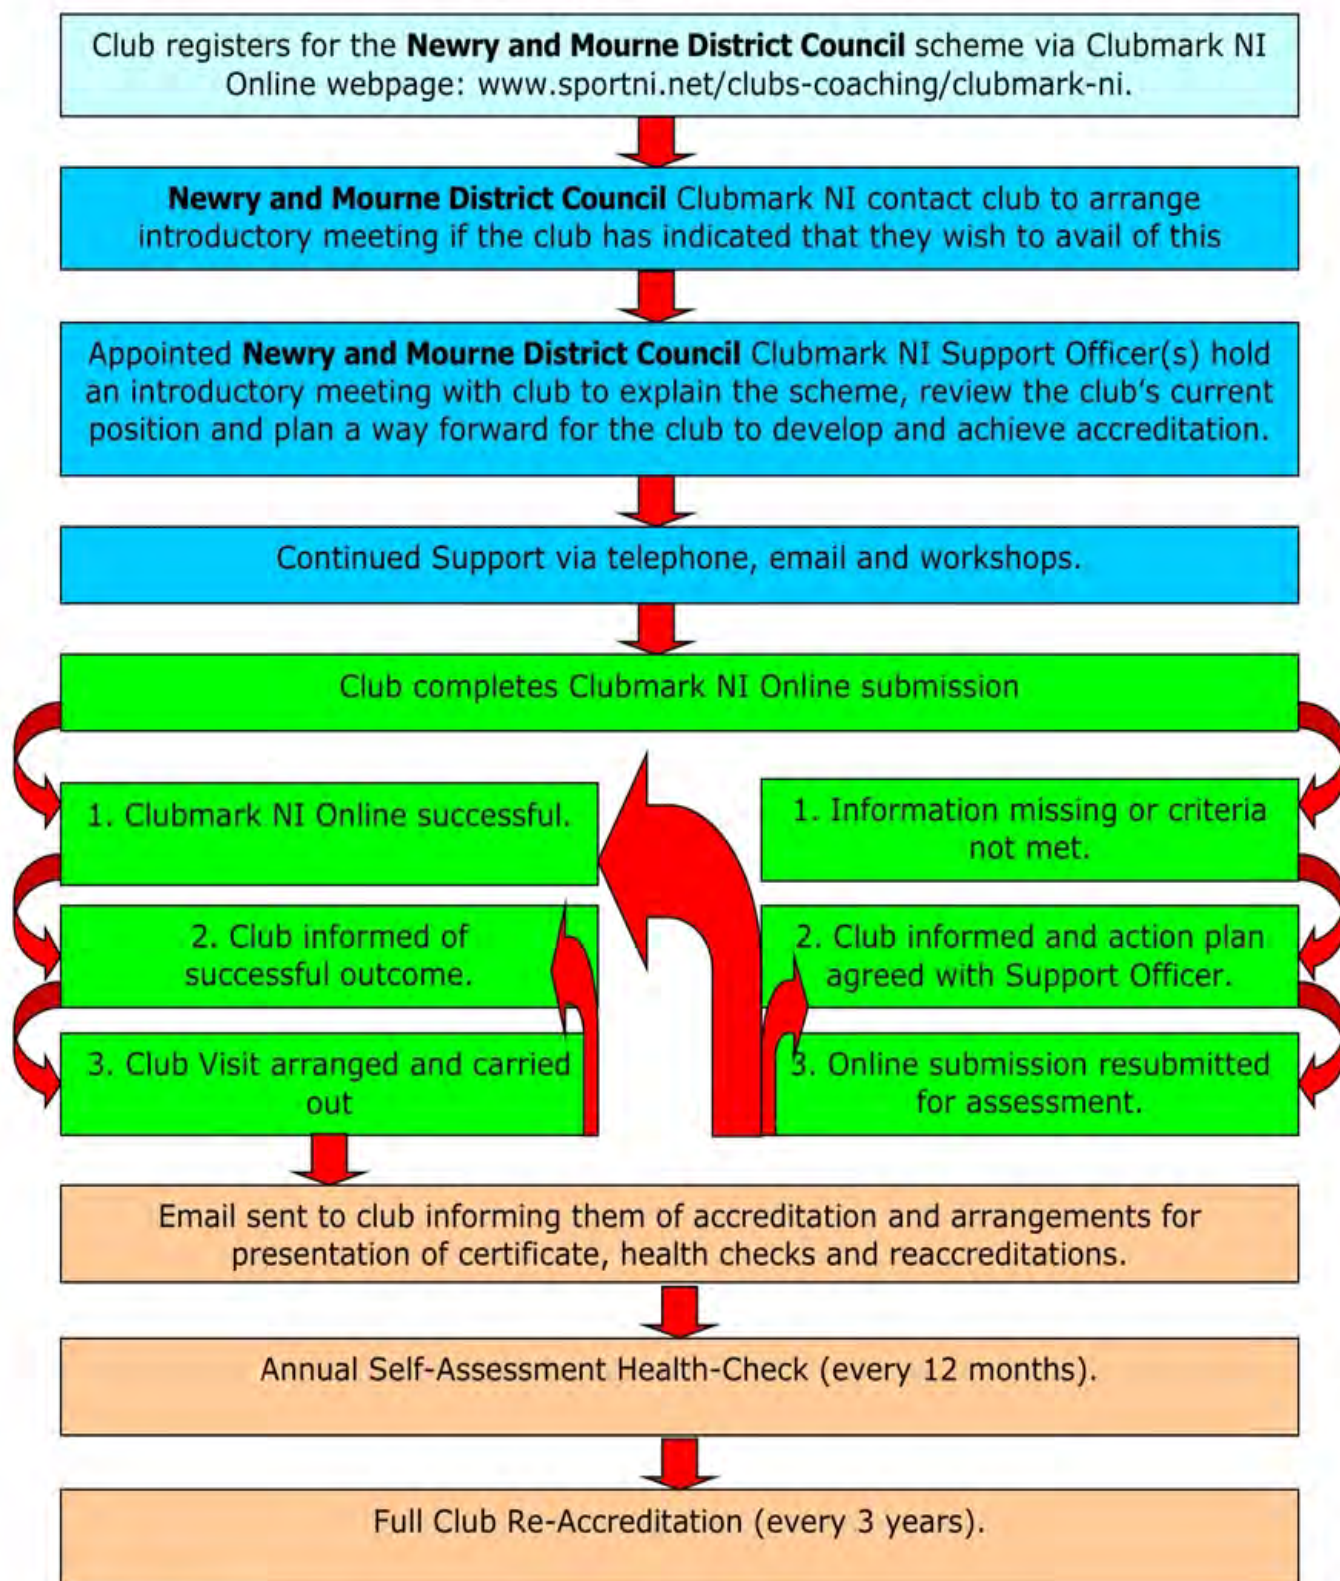 Club registers for the Newry and Mourne District Council scheme via Clubmark NI
Online webpage: www.sportni.net/clubs-coaching/clubmark-ni.
Newry and Mourne District Council Clubmark NI contact club to arrange
introductory meeting if the club has indicated that they wish to avail of this
Appointed Newry and Mourne District Council Clubmark NI Support Officer(s) hold
an introductory meeting with club to explain the scheme, review the club's current
position and plan a way forward for the club to develop and achieve accreditation.
Continued Support via telephone, email and workshops.
Club completes Clubmark NI Online submission
1. Clubmark NI Online successful.
2. Club informed of
successful outcome.
3. Club Visit arranged and carried
out
1. Information missing or criteria
not met.
2. Club informed and action plan
agreed with Support Officer.
3. Online submission resubmitted
for assessment.
Email sent to club informing them of accreditation and arrangements for
presentation of certificate, health checks and reaccreditations.
Annual Self-Assessment Health-Check (every 12 months).
Full Club Re-Accreditation (every 3 years).